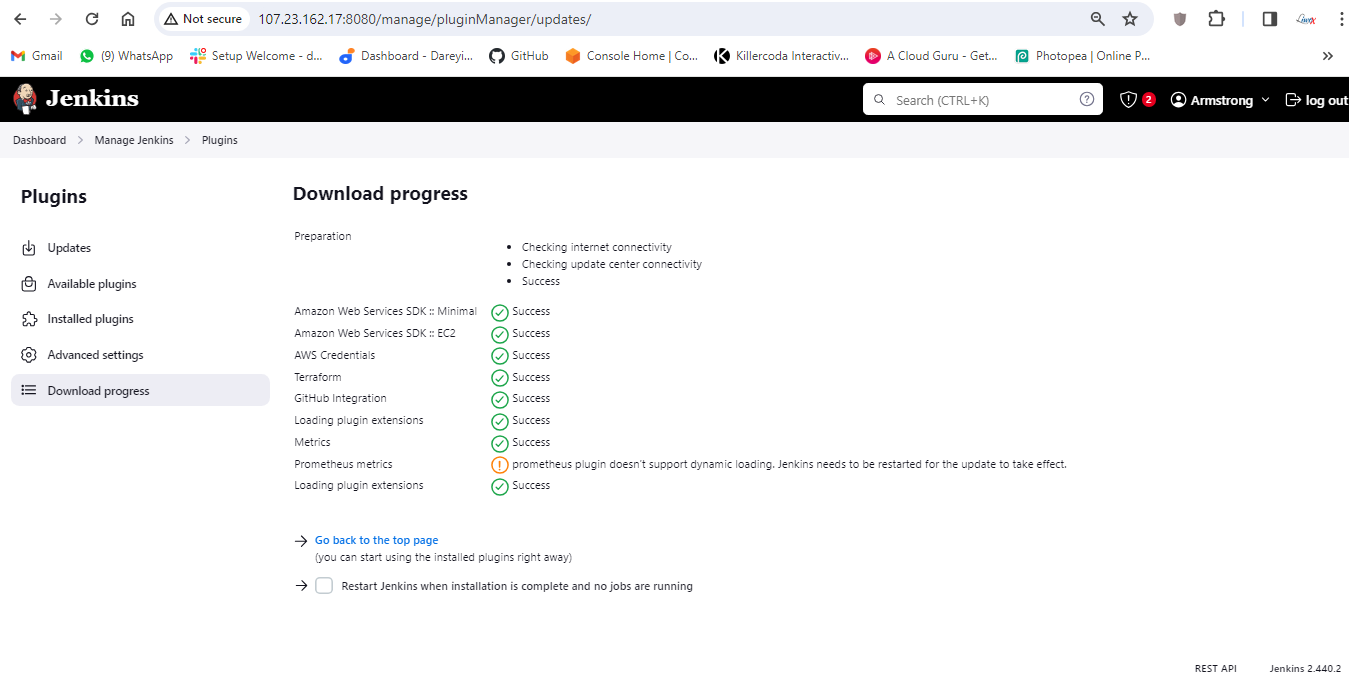 Not secure 107.23.162.17:8080/manage/pluginManager/updates/
Gmail (9) WhatsApp Setup Welcome - d... Dashboard - Dareyi... GitHub Console Home | Co... Killercoda Interactiv... A Cloud Guru - Get... Photopea | Online P... »
Jenkins Search (CTRL+K) ? 2 Armstrong log out
Dashboard > Manage Jenkins > Plugins
Plugins
Updates
Available plugins
Installed plugins
Advanced settings
Download progress
Download progress
Preparation
• Checking internet connectivity
• Checking update center connectivity
• Success
Amazon Web Services SDK :: Minimal Success
Amazon Web Services SDK :: EC2 Success
AWS Credentials Success
Terraform Success
GitHub Integration Success
Loading plugin extensions Success
Metrics Success
Prometheus metrics prometheus plugin doesn't support dynamic loading. Jenkins needs to be restarted for the update to take effect.
Loading plugin extensions Success
→ Go back to the top page
(you can start using the installed plugins right away)
→ Restart Jenkins when installation is complete and no jobs are running
REST API Jenkins 2.440.2